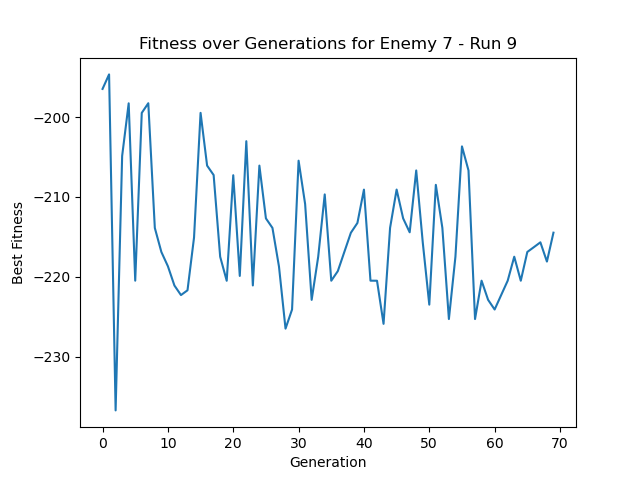 Fitness over Generations for Enemy 7 - Run 9
Best Fitness
−200
−210
−220
−230
0 10 20 30 40 50 60 70
Generation